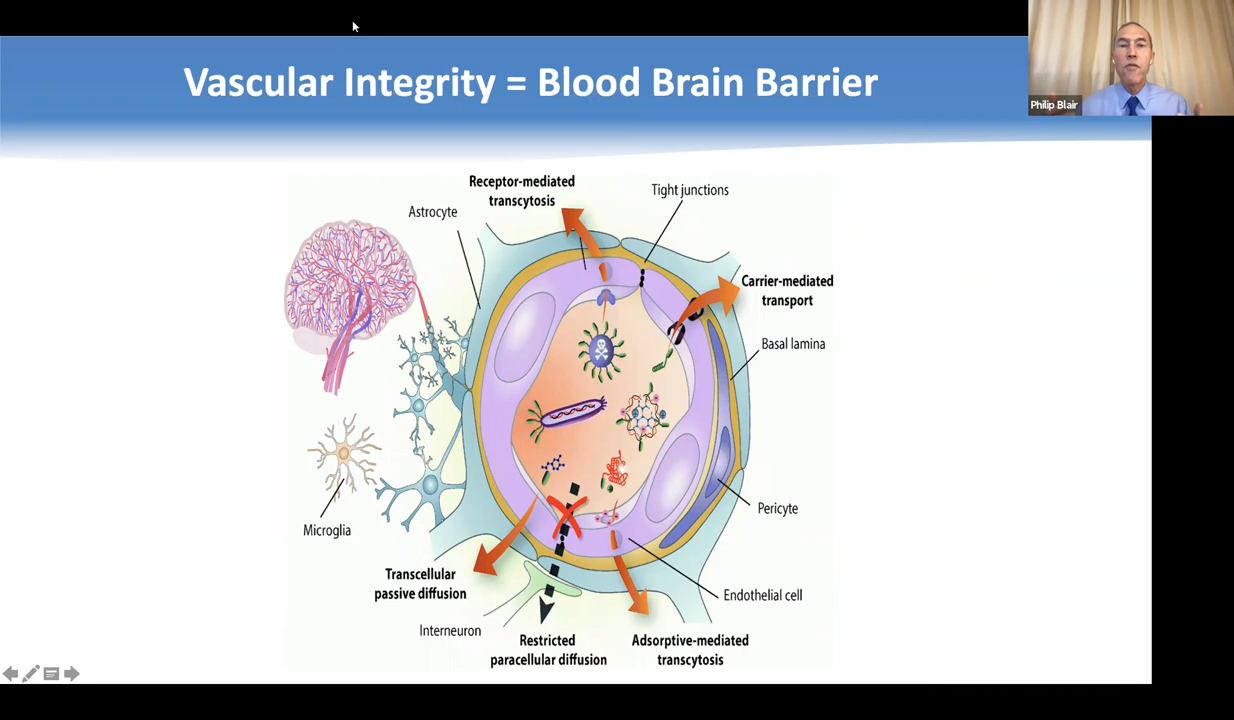 Vascular Integrity = Blood Brain Barrier
Philip Blair
Receptor-mediated
transcytosis
Tight junctions
Astrocyte
Carrier-mediated
transport
Basal lamina
Pericyte
Microglia
Transcellular
passive diffusion
Endothelial cell
Interneuron
Restricted
paracellular diffusion
Adsorptive-mediated
transcytosis